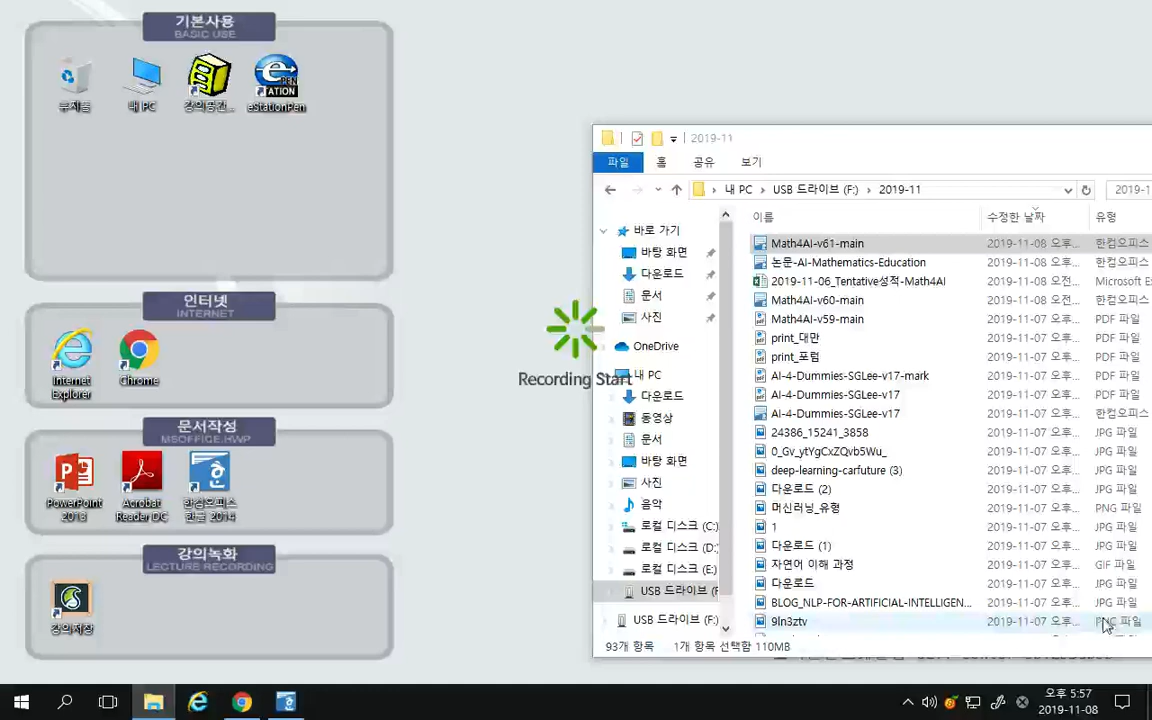 기본사용
BASIC USE
휴지통
내 PC
강의공간...
eStationPen
인터넷
INTERNET
Internet Explorer
Chrome
문서작성
MSOFFICE.HWP
PowerPoint 2013
Acrobat Reader DC
한컴오피스 한글 2014
강의녹화
LECTURE RECORDING
강의저장
Recording Start
2019-11
파일
홈
공유
보기
내 PC > USB 드라이브 (F:) > 2019-11
2019-1
바로 가기
바탕 화면
다운로드
문서
사진
OneDrive
내 PC
다운로드
동영상
문서
바탕 화면
사진
음악
로컬 디스크 (C:)
로컬 디스크 (D:)
로컬 디스크 (E:)
USB 드라이브 (F
USB 드라이브 (F:)
이름 수정한 날짜 유형
Math4AI-v61-main 2019-11-08 오후... 한컴오피스
논문-AI-Mathematics-Education 2019-11-08 오후... 한컴오피스
2019-11-06_Tentative성적-Math4AI 2019-11-08 오전... Microsoft E
Math4AI-v60-main 2019-11-08 오전... 한컴오피스
Math4AI-v59-main 2019-11-07 오후... PDF 파일
print_대만 2019-11-07 오후... PDF 파일
print_포럼 2019-11-07 오후... PDF 파일
AI-4-Dummies-SGLee-v17-mark 2019-11-07 오후... PDF 파일
AI-4-Dummies-SGLee-v17 2019-11-07 오후... PDF 파일
AI-4-Dummies-SGLee-v17 2019-11-07 오후... 한컴오피스
24386_15241_3858 2019-11-07 오후... JPG 파일
0_Gv_ytYgCxZQvb5Wu_ 2019-11-07 오후... JPG 파일
deep-learning-carfuture (3) 2019-11-07 오후... JPG 파일
다운로드 (2) 2019-11-07 오후... JPG 파일
머신러닝_유형 2019-11-07 오후... PNG 파일
1 2019-11-07 오후... JPG 파일
다운로드 (1) 2019-11-07 오후... JPG 파일
자연어 이해 과정 2019-11-07 오후... GIF 파일
다운로드 2019-11-07 오후... JPG 파일
BLOG_NLP-FOR-ARTIFICIAL-INTELLIGEN... 2019-11-07 오후... JPG 파일
9ln3ztv 2019-11-07 오후... PNG 파일
93개 항목 1개 항목 선택함 110MB
오후 5:57
2019-11-08